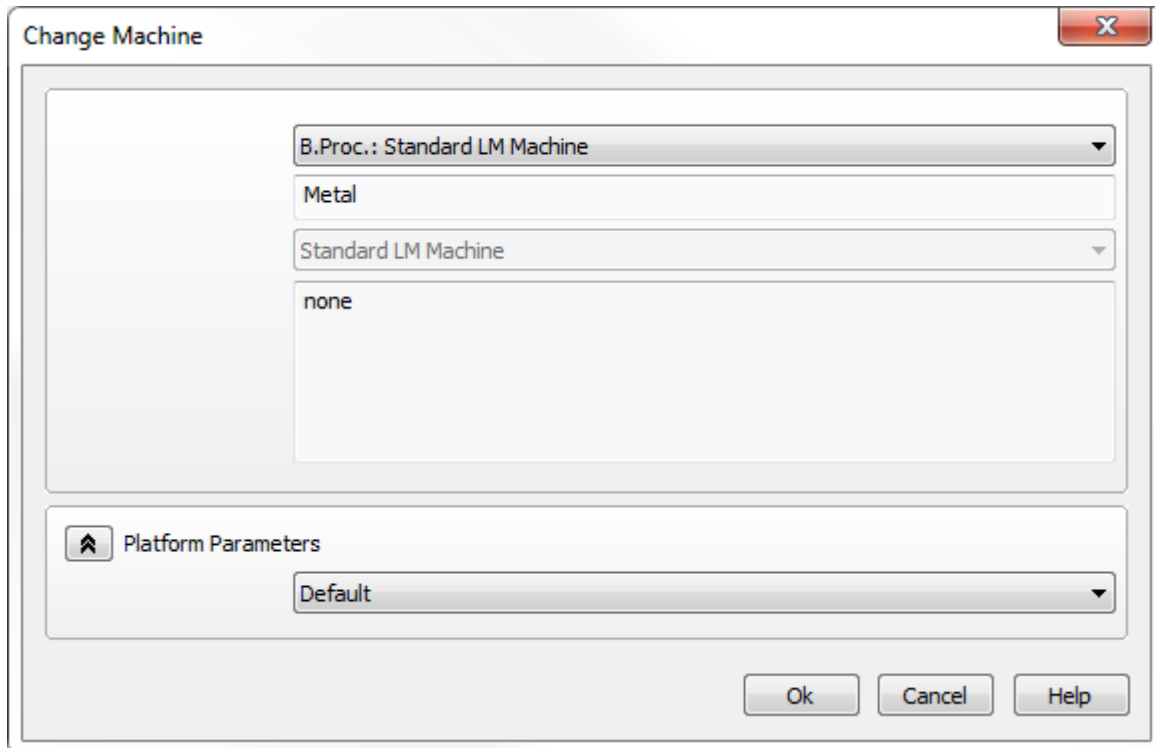 Change Machine
B.Proc.: Standard LM Machine
Metal
Standard LM Machine
none
Platform Parameters
Default
Ok Cancel Help